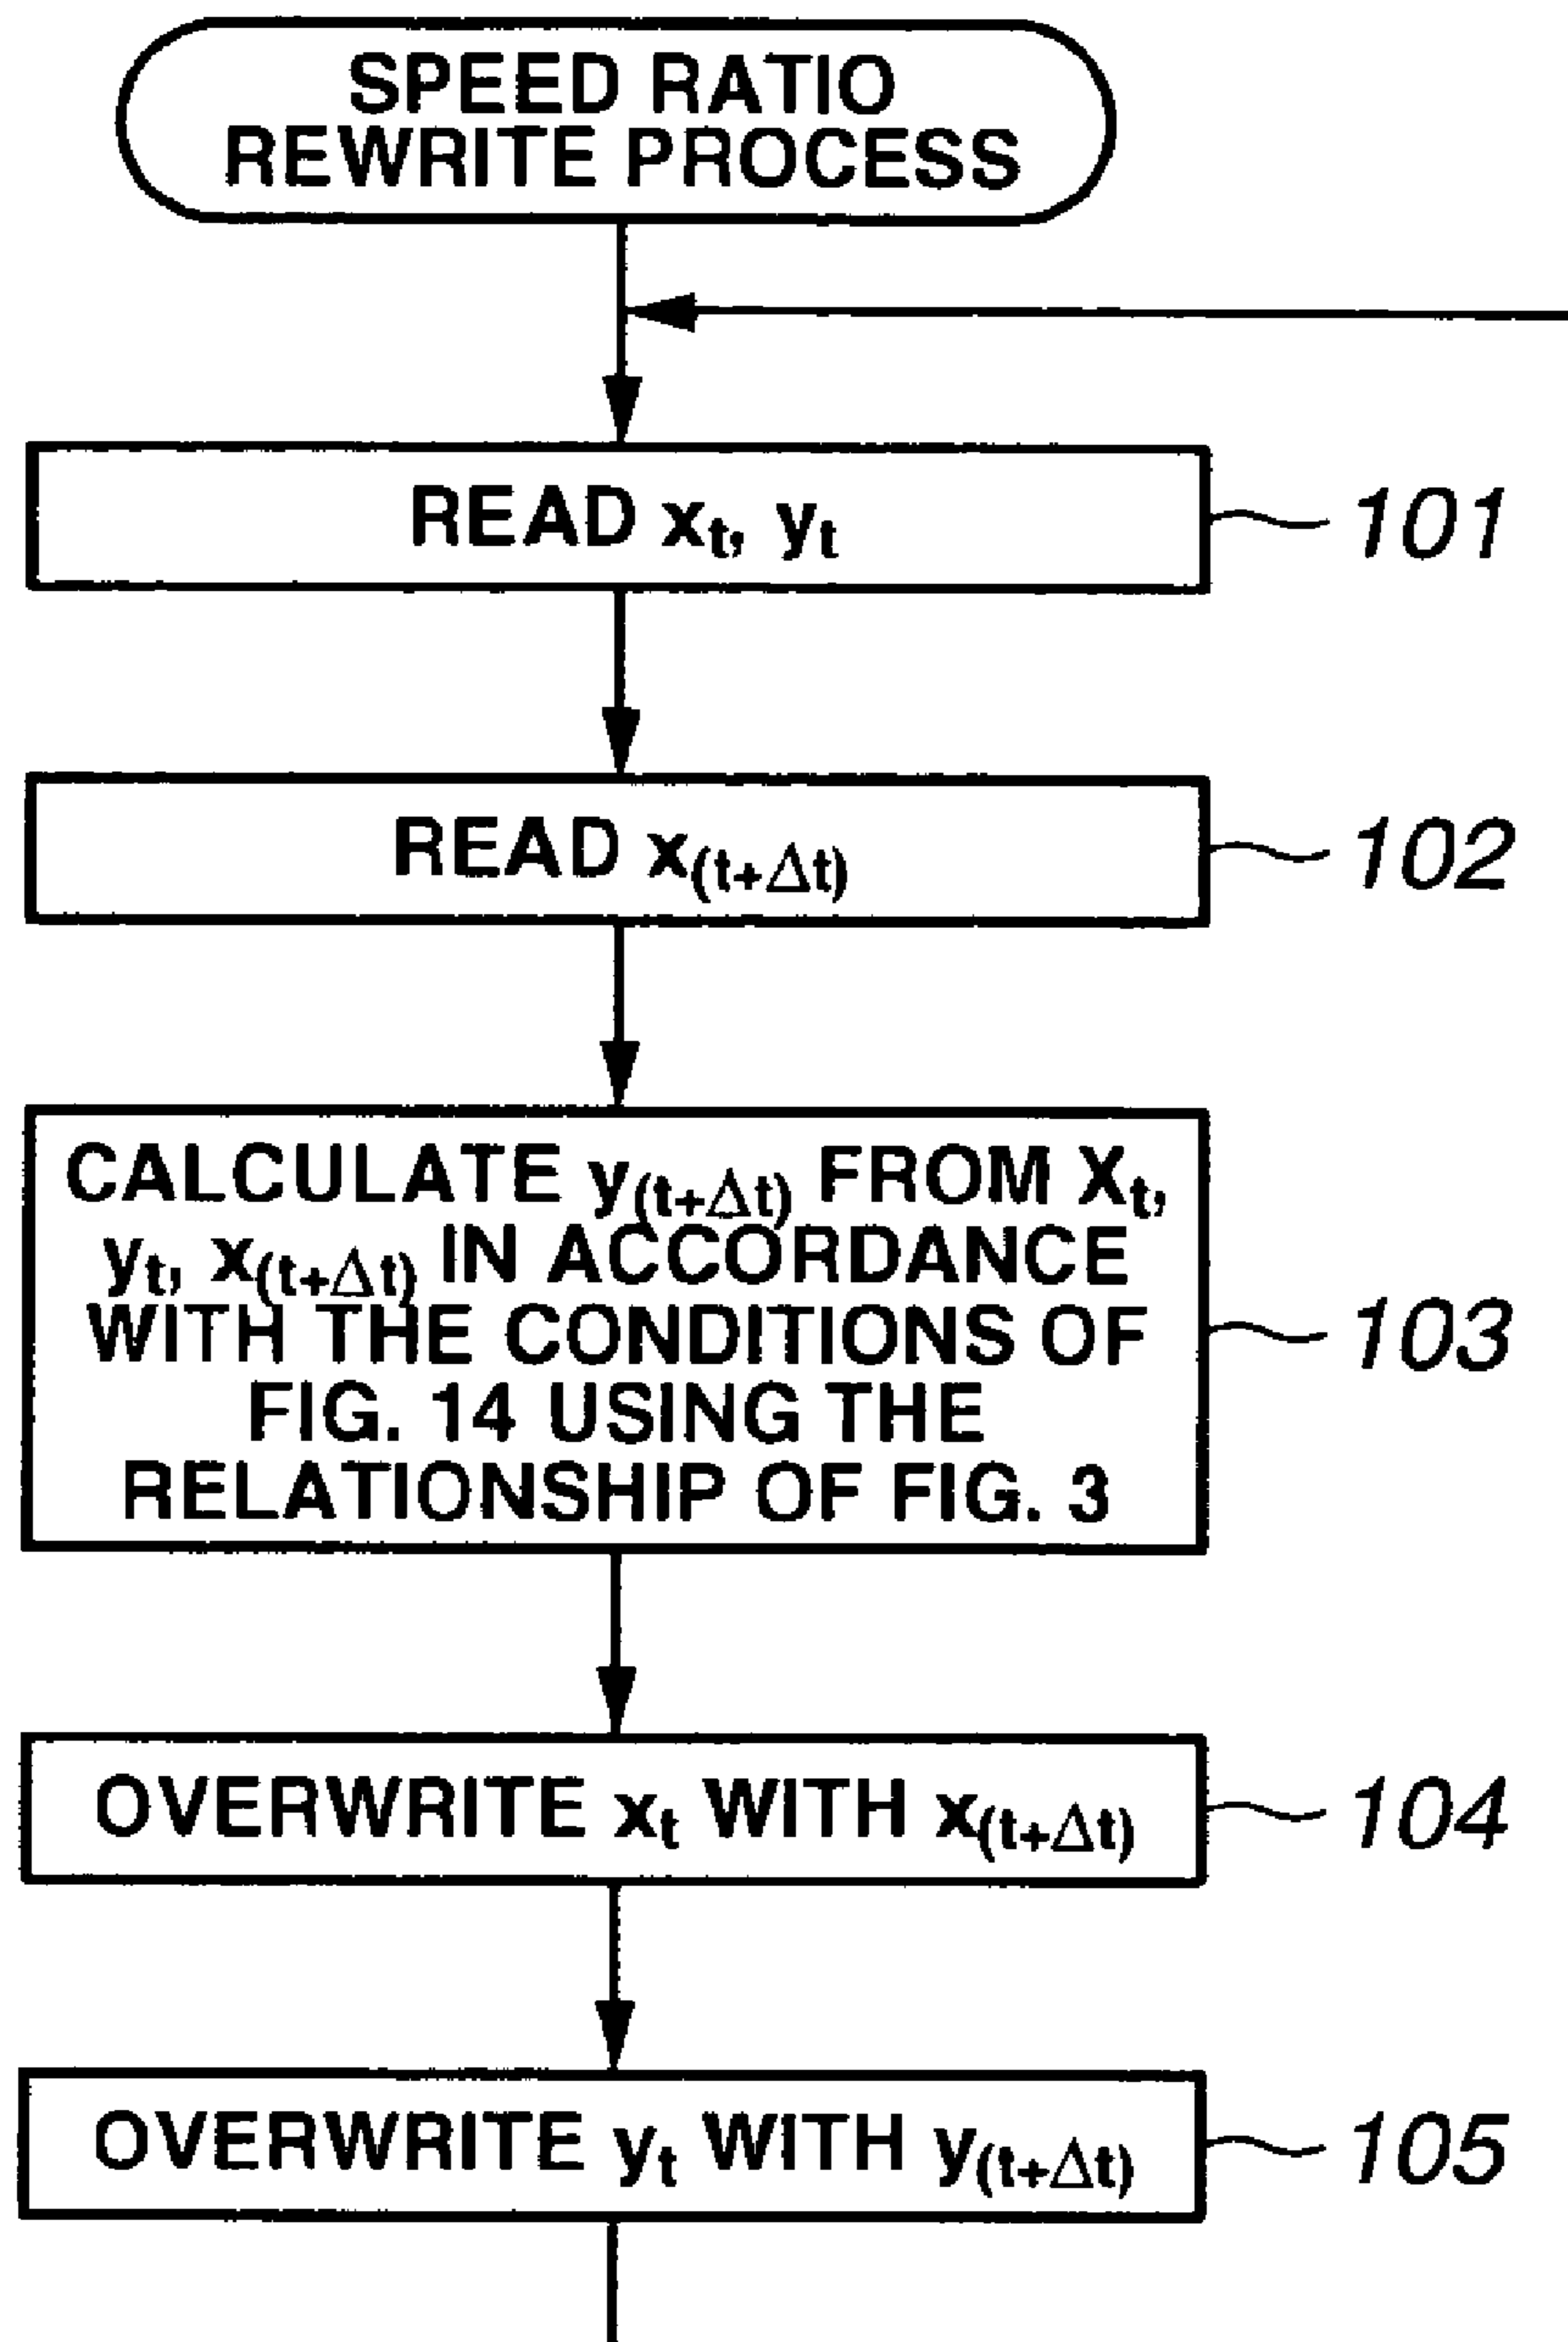 SPEED RATIO
REWRITE PROCESS
READ xₜ, yₜ
101
READ x₍ₜ₊Δₜ₎
102
CALCULATE y₍ₜ₊Δₜ₎ FROM Xₜ,
yₜ, x₍ₜ₊Δₜ₎ IN ACCORDANCE
WITH THE CONDITIONS OF
FIG. 14 USING THE
RELATIONSHIP OF FIG. 3
103
OVERWRITE xₜ WITH x₍ₜ₊Δₜ₎
104
OVERWRITE yₜ WITH y₍ₜ₊Δₜ₎
105